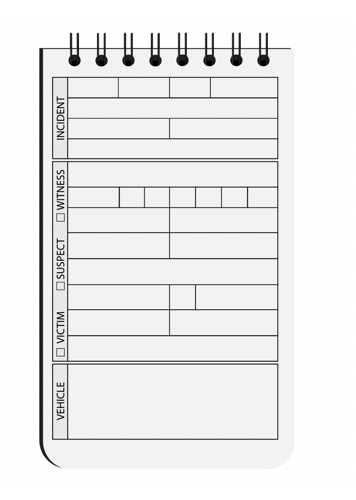 INCIDENT
☐ WITNESS
☐ SUSPECT
☐ VICTIM
VEHICLE